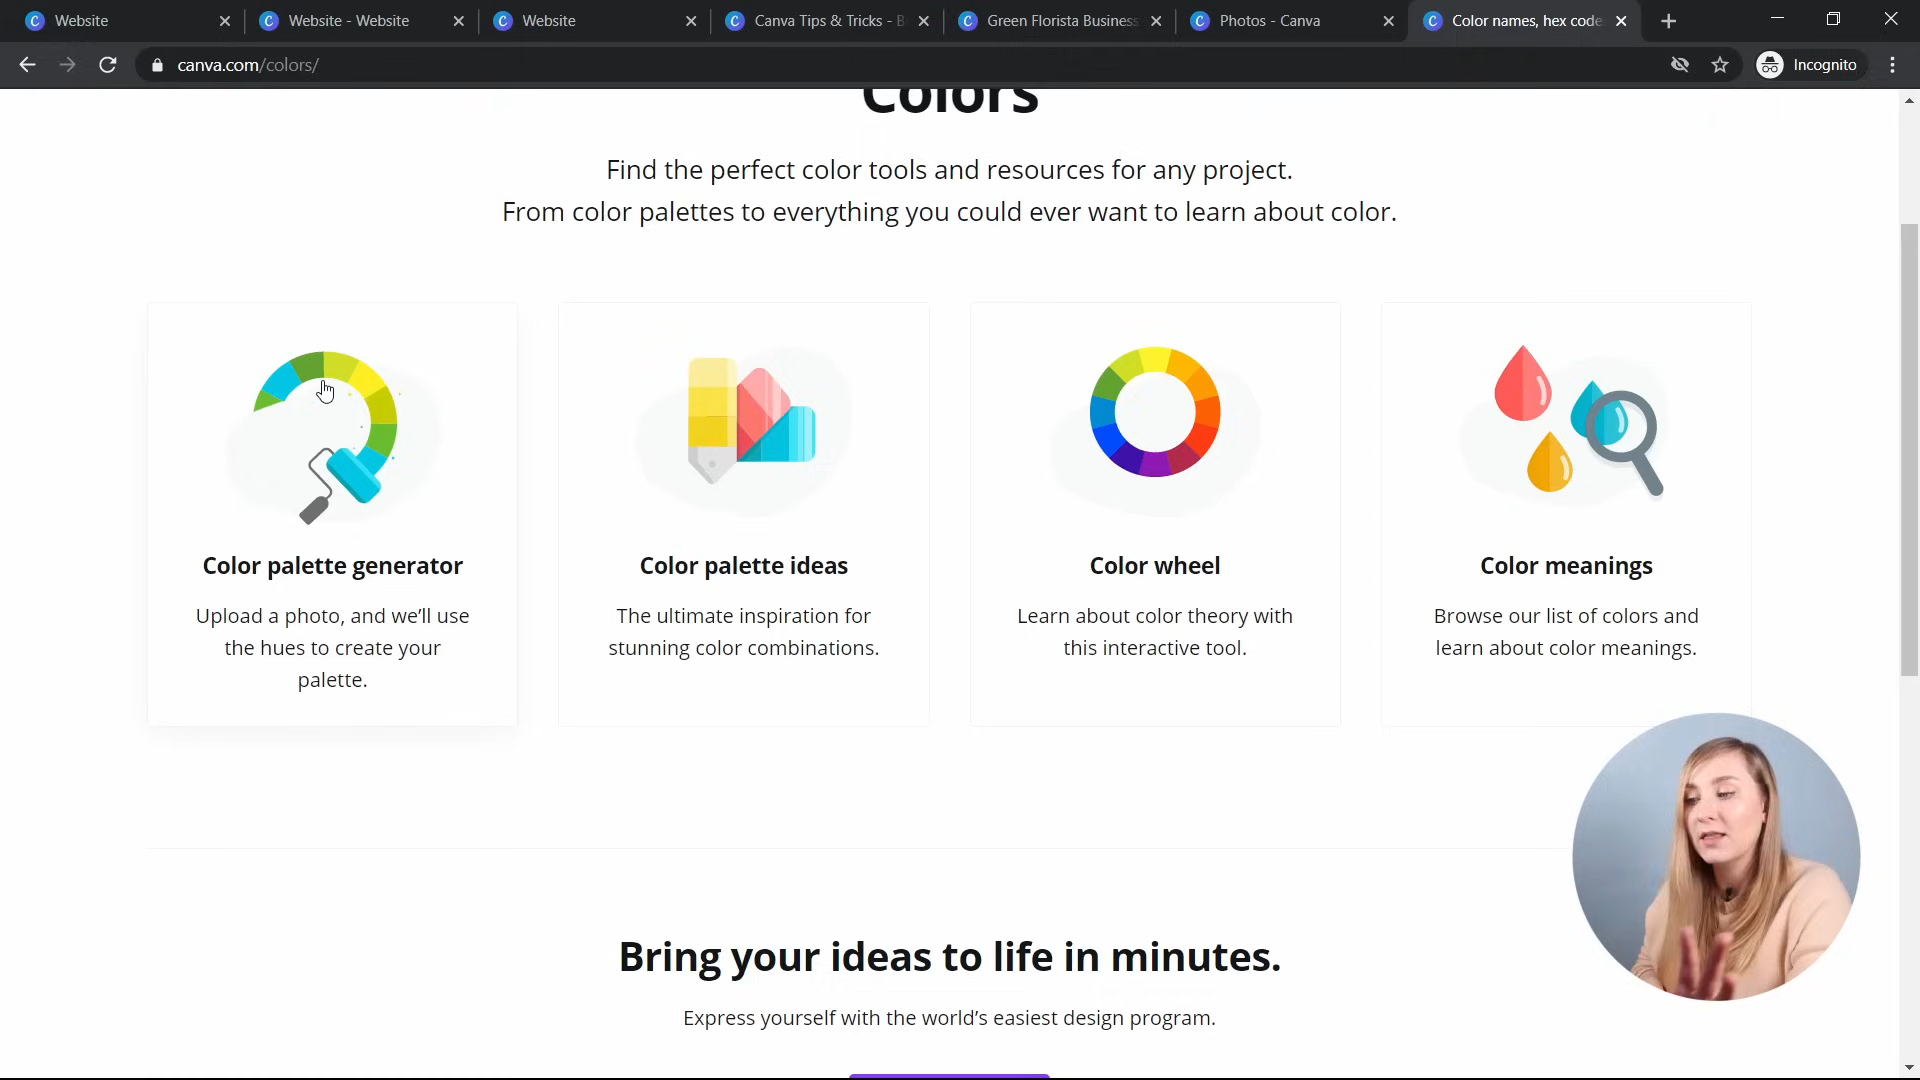 Website
Website - Website
Website
Canva Tips & Tricks - B
Green Florista Business
Photos - Canva
Color names, hex code
canva.com/colors/
Incognito
Colors
Find the perfect color tools and resources for any project.
From color palettes to everything you could ever want to learn about color.
Color palette generator
Upload a photo, and we’ll use
the hues to create your
palette.
Color palette ideas
The ultimate inspiration for
stunning color combinations.
Color wheel
Learn about color theory with
this interactive tool.
Color meanings
Browse our list of colors and
learn about color meanings.
Bring your ideas to life in minutes.
Express yourself with the world’s easiest design program.